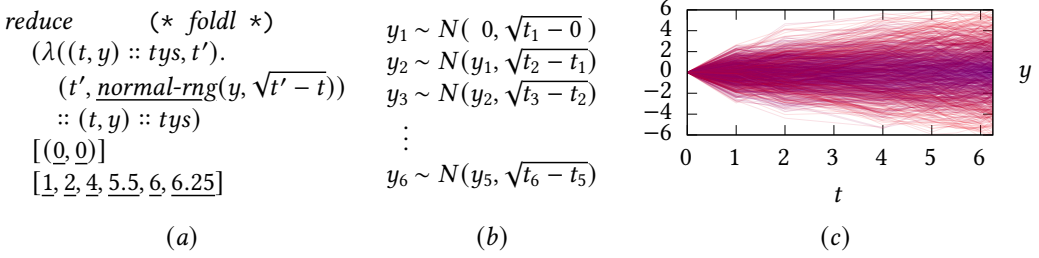 reduce (* foldl *)
(λ((t, y) :: tys, t′).
(t′, normal-rng(y, √t′ − t))
:: (t, y) :: tys)
[(0, 0)]
[1, 2, 4, 5.5, 6, 6.25]
(a)
y₁ ~ N( 0, √t₁ − 0 )
y₂ ~ N(y₁, √t₂ − t₁)
y₃ ~ N(y₂, √t₃ − t₂)
⋮
y₆ ~ N(y₅, √t₆ − t₅)
(b)
6
4
2
0
−2
−4
−6
y
0 1 2 3 4 5 6
t
(c)